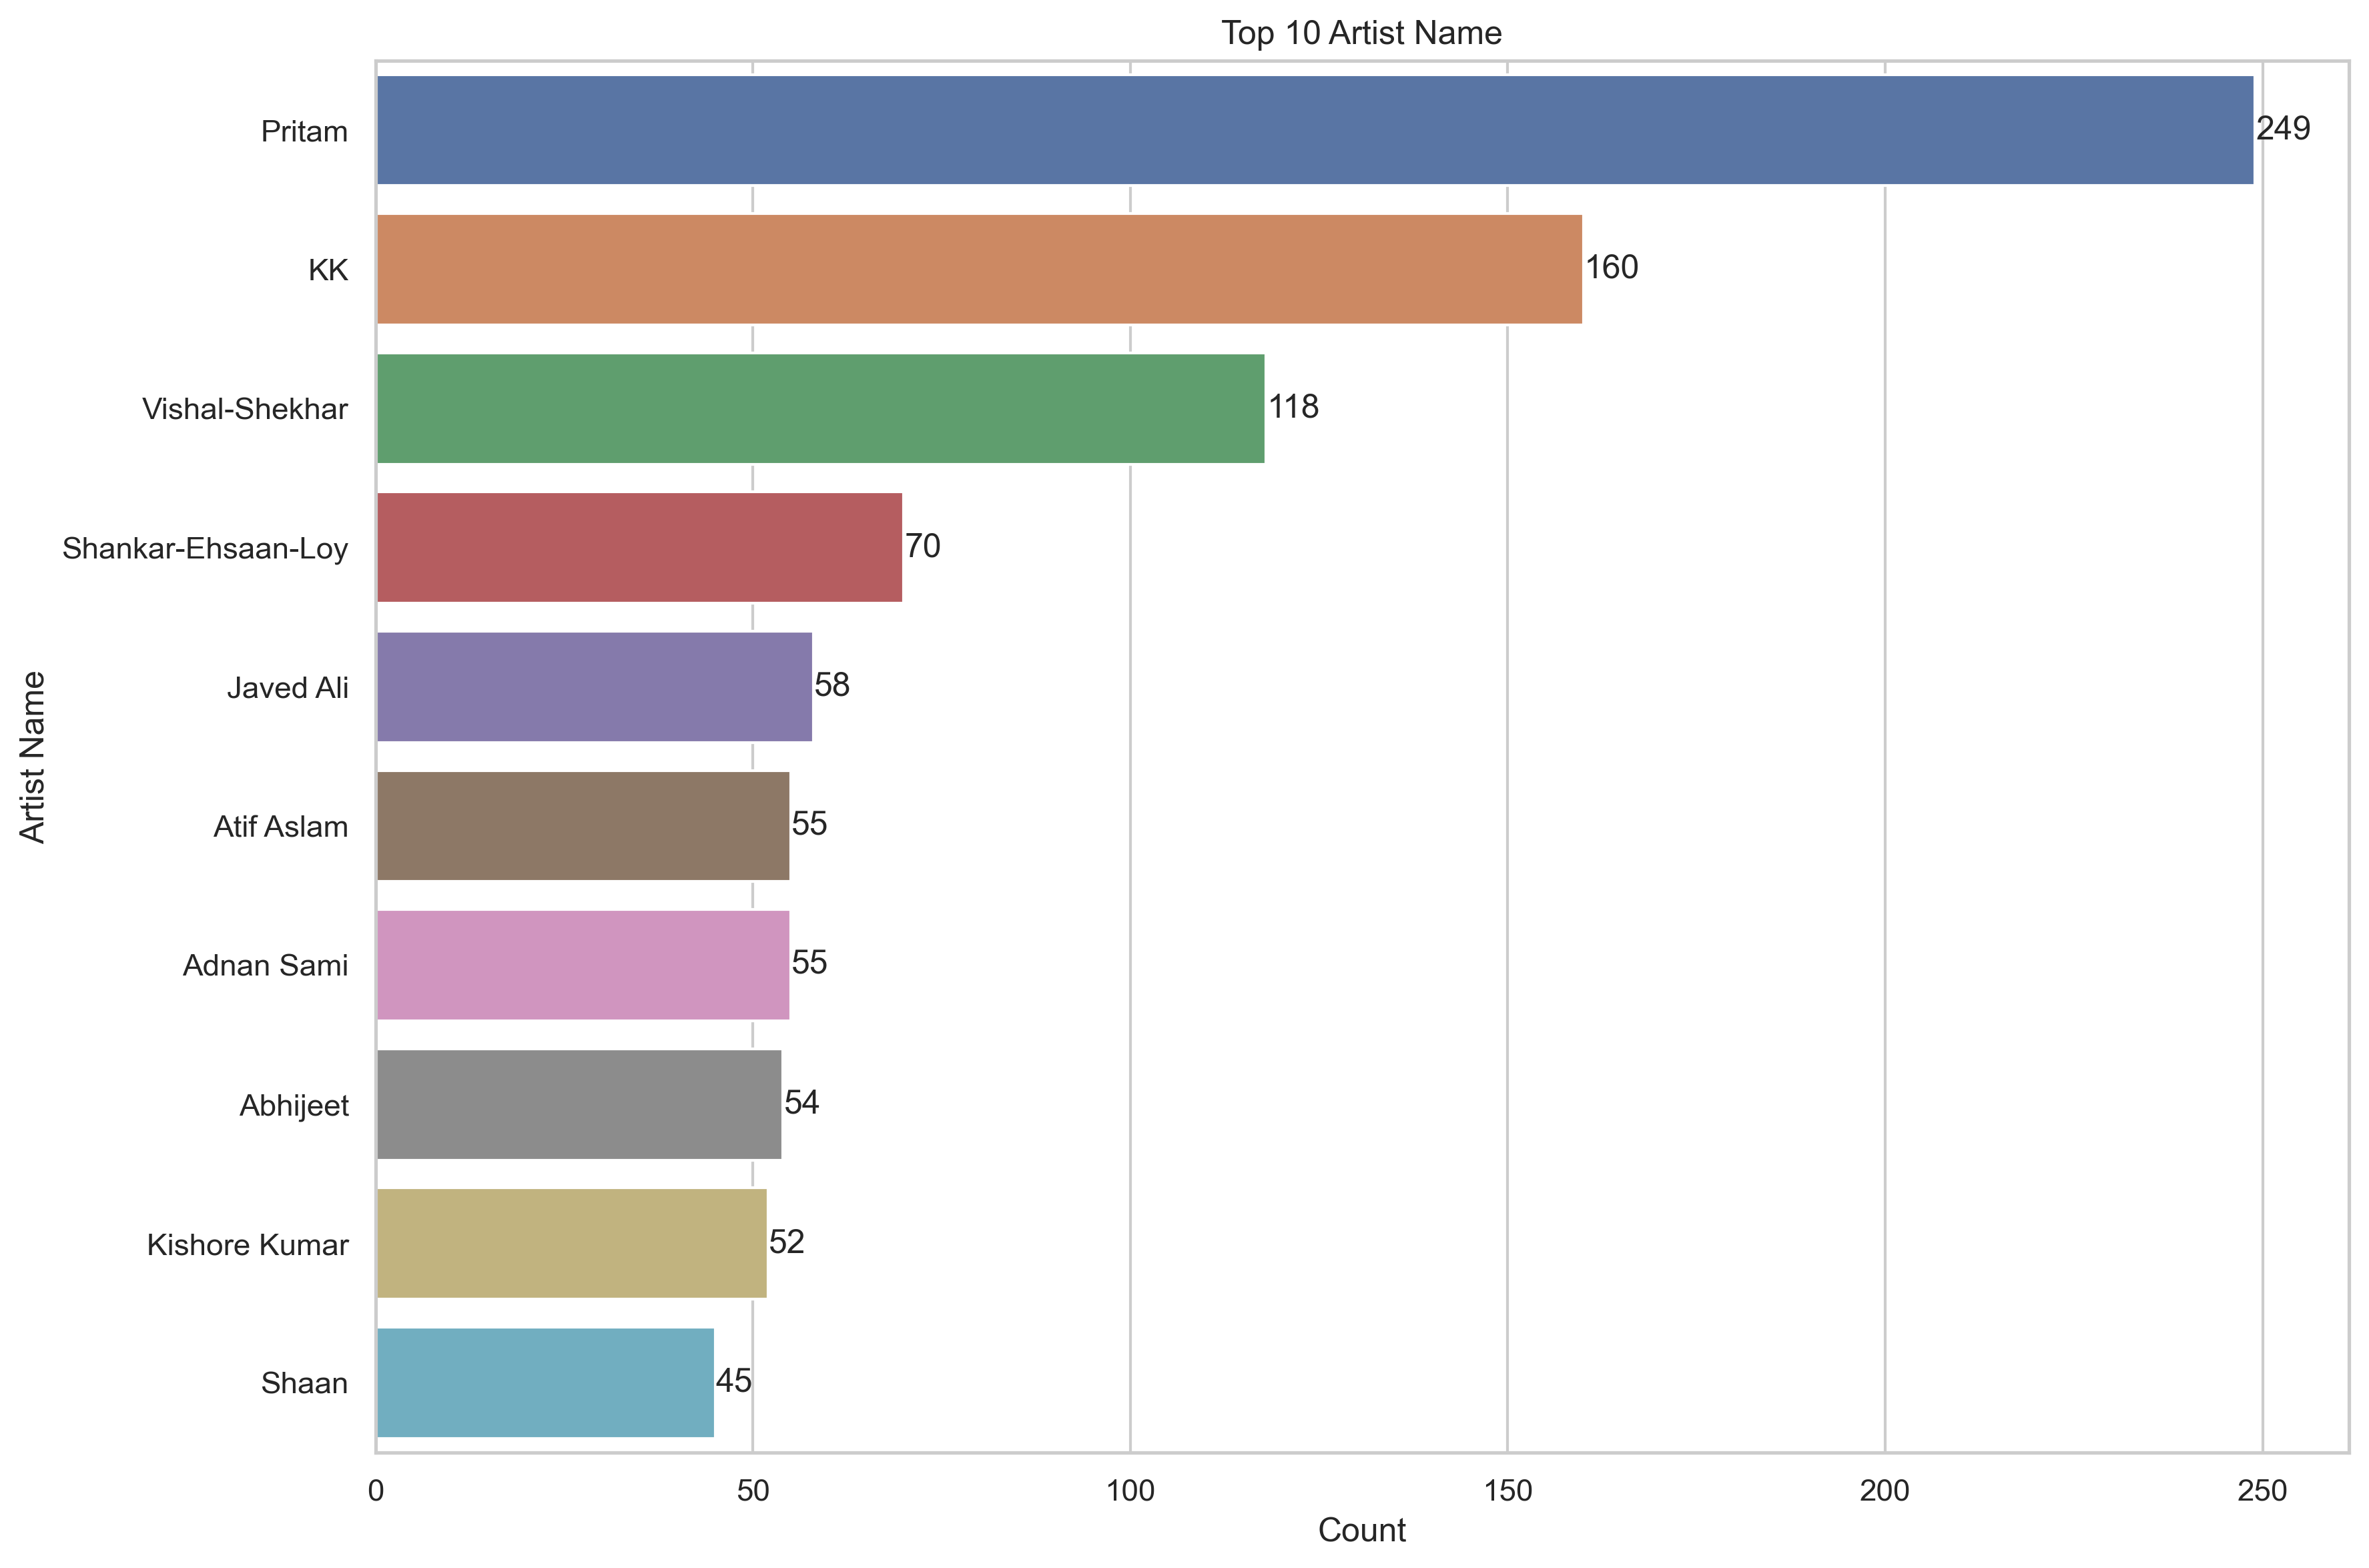 Top 10 Artist Name
Artist Name
Pritam 249
KK 160
Vishal-Shekhar 118
Shankar-Ehsaan-Loy 70
Javed Ali 58
Atif Aslam 55
Adnan Sami 55
Abhijeet 54
Kishore Kumar 52
Shaan 45
0 50 100 150 200 250
Count